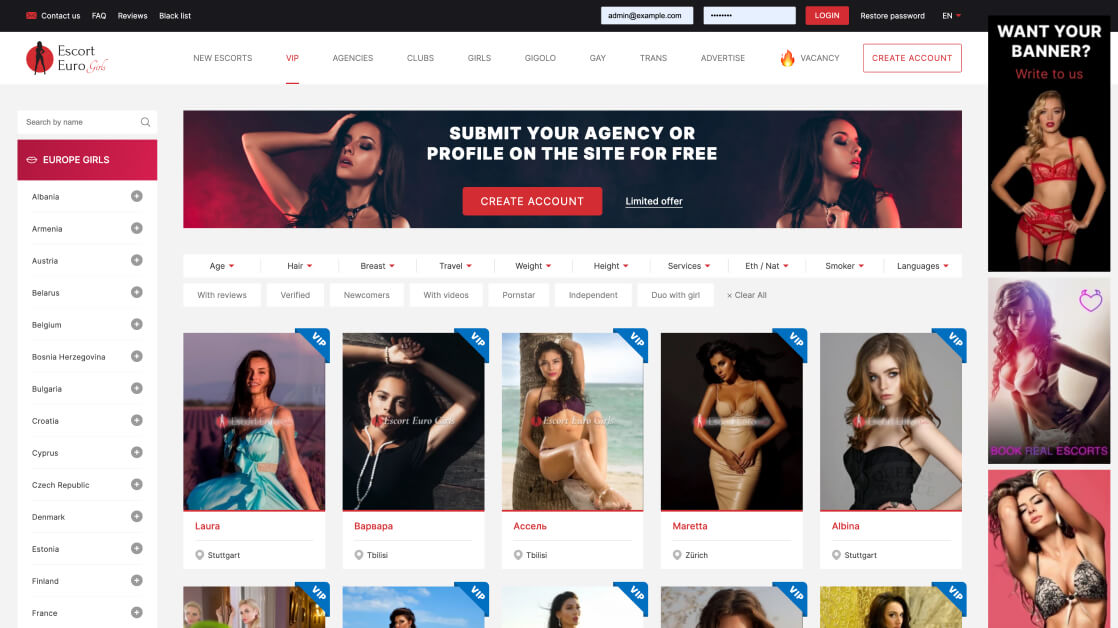 Contact us
FAQ
Reviews
Black list
admin@example.com
••••••••
LOGIN
Restore password
EN
Escort
Euro Girls
NEW ESCORTS
VIP
AGENCIES
CLUBS
GIRLS
GIGOLO
GAY
TRANS
ADVERTISE
VACANCY
CREATE ACCOUNT
WANT YOUR
BANNER?
Write to us
Search by name
EUROPE GIRLS
Albania
Armenia
Austria
Belarus
Belgium
Bosnia Herzegovina
Bulgaria
Croatia
Cyprus
Czech Republic
Denmark
Estonia
Finland
France
SUBMIT YOUR AGENCY OR
PROFILE ON THE SITE FOR FREE
CREATE ACCOUNT
Limited offer
Age
Hair
Breast
Travel
Weight
Height
Services
Eth / Nat
Smoker
Languages
With reviews
Verified
Newcomers
With videos
Pornstar
Independent
Duo with girl
× Clear All
VIP
VIP
VIP
VIP
VIP
Escort Euro Girls
Escort Euro Girls
Escort Euro Girls
Escort Euro Girls
Escort Euro Girls
Laura
Варвара
Ассель
Maretta
Albina
Stuttgart
Tbilisi
Tbilisi
Zürich
Stuttgart
BOOK REAL ESCORTS
VIP
VIP
VIP
VIP
VIP